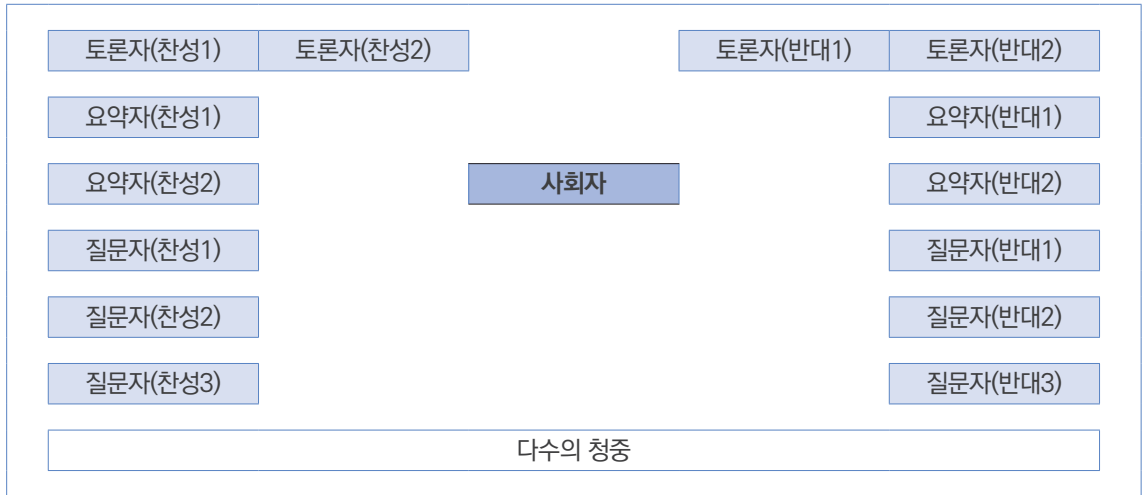 토론자(찬성1) 토론자(찬성2) 토론자(반대1) 토론자(반대2)
요약자(찬성1) 요약자(반대1)
요약자(찬성2) 사회자 요약자(반대2)
질문자(찬성1) 질문자(반대1)
질문자(찬성2) 질문자(반대2)
질문자(찬성3) 질문자(반대3)
다수의 청중